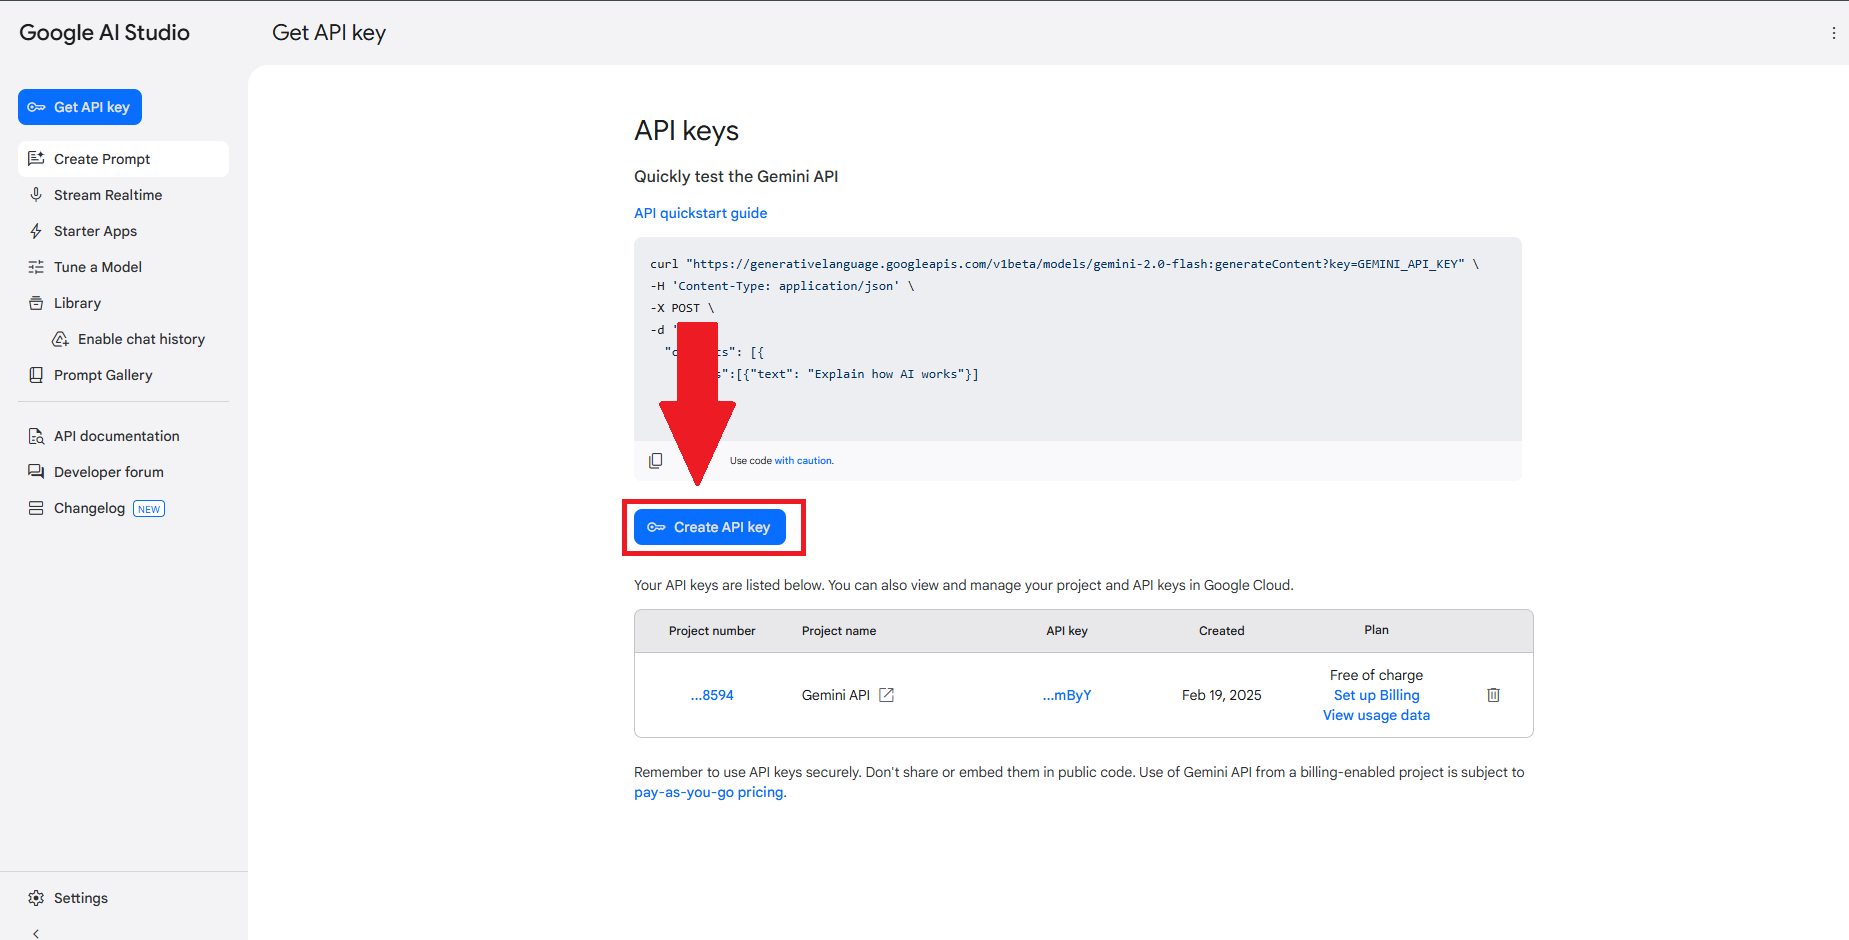 Google AI Studio
Get API key
Get API key
Create Prompt
Stream Realtime
Starter Apps
Tune a Model
Library
Enable chat history
Prompt Gallery
API documentation
Developer forum
Changelog NEW
Settings
API keys
Quickly test the Gemini API
API quickstart guide
curl "https://generativelanguage.googleapis.com/v1beta/models/gemini-2.0-flash:generateContent?key=GEMINI_API_KEY" \
-H 'Content-Type: application/json' \
-X POST \
-d '
": [{
":[{"text": "Explain how AI works"}]
Use code with caution.
Create API key
Your API keys are listed below. You can also view and manage your project and API keys in Google Cloud.
Project number Project name API key Created Plan
...8594 Gemini API ...mByY Feb 19, 2025 Free of charge
Set up Billing
View usage data
Remember to use API keys securely. Don't share or embed them in public code. Use of Gemini API from a billing-enabled project is subject to
pay-as-you-go pricing.